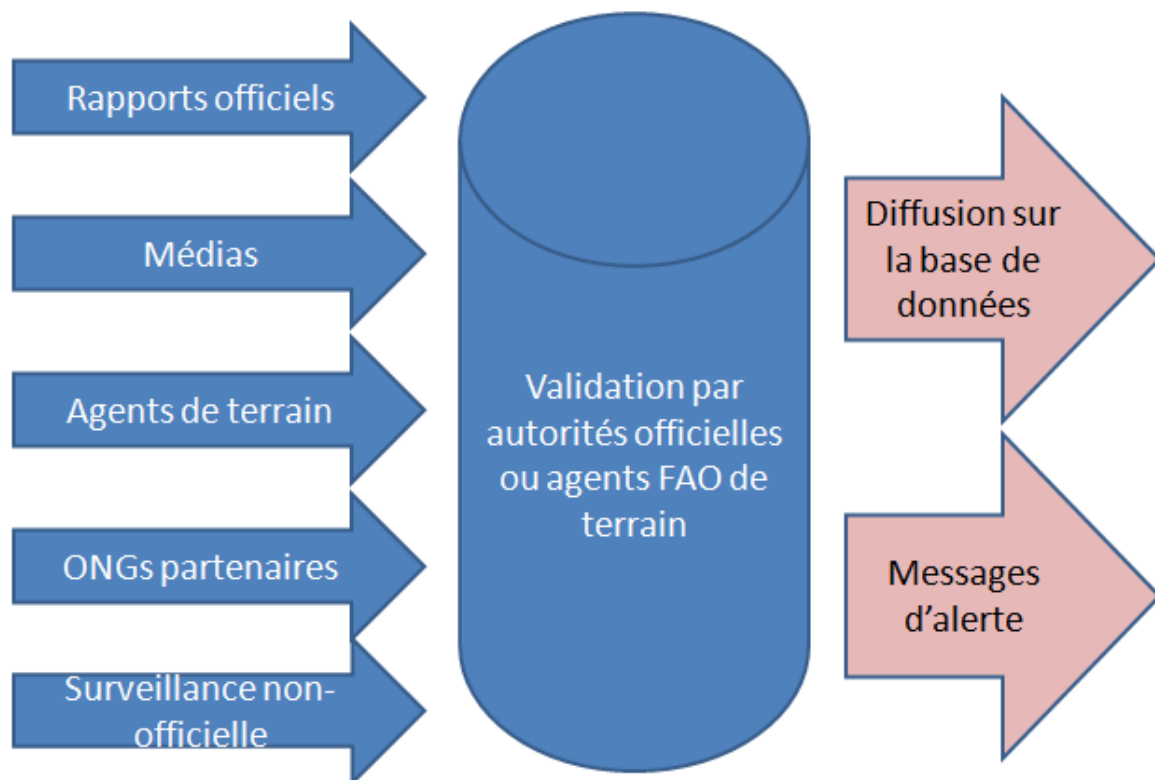 Rapports officiels
Médias
Agents de terrain
ONGs partenaires
Surveillance non-
officielle
Validation par
autorités officielles
ou agents FAO de
terrain
Diffusion sur
la base de
données
Messages
d’alerte